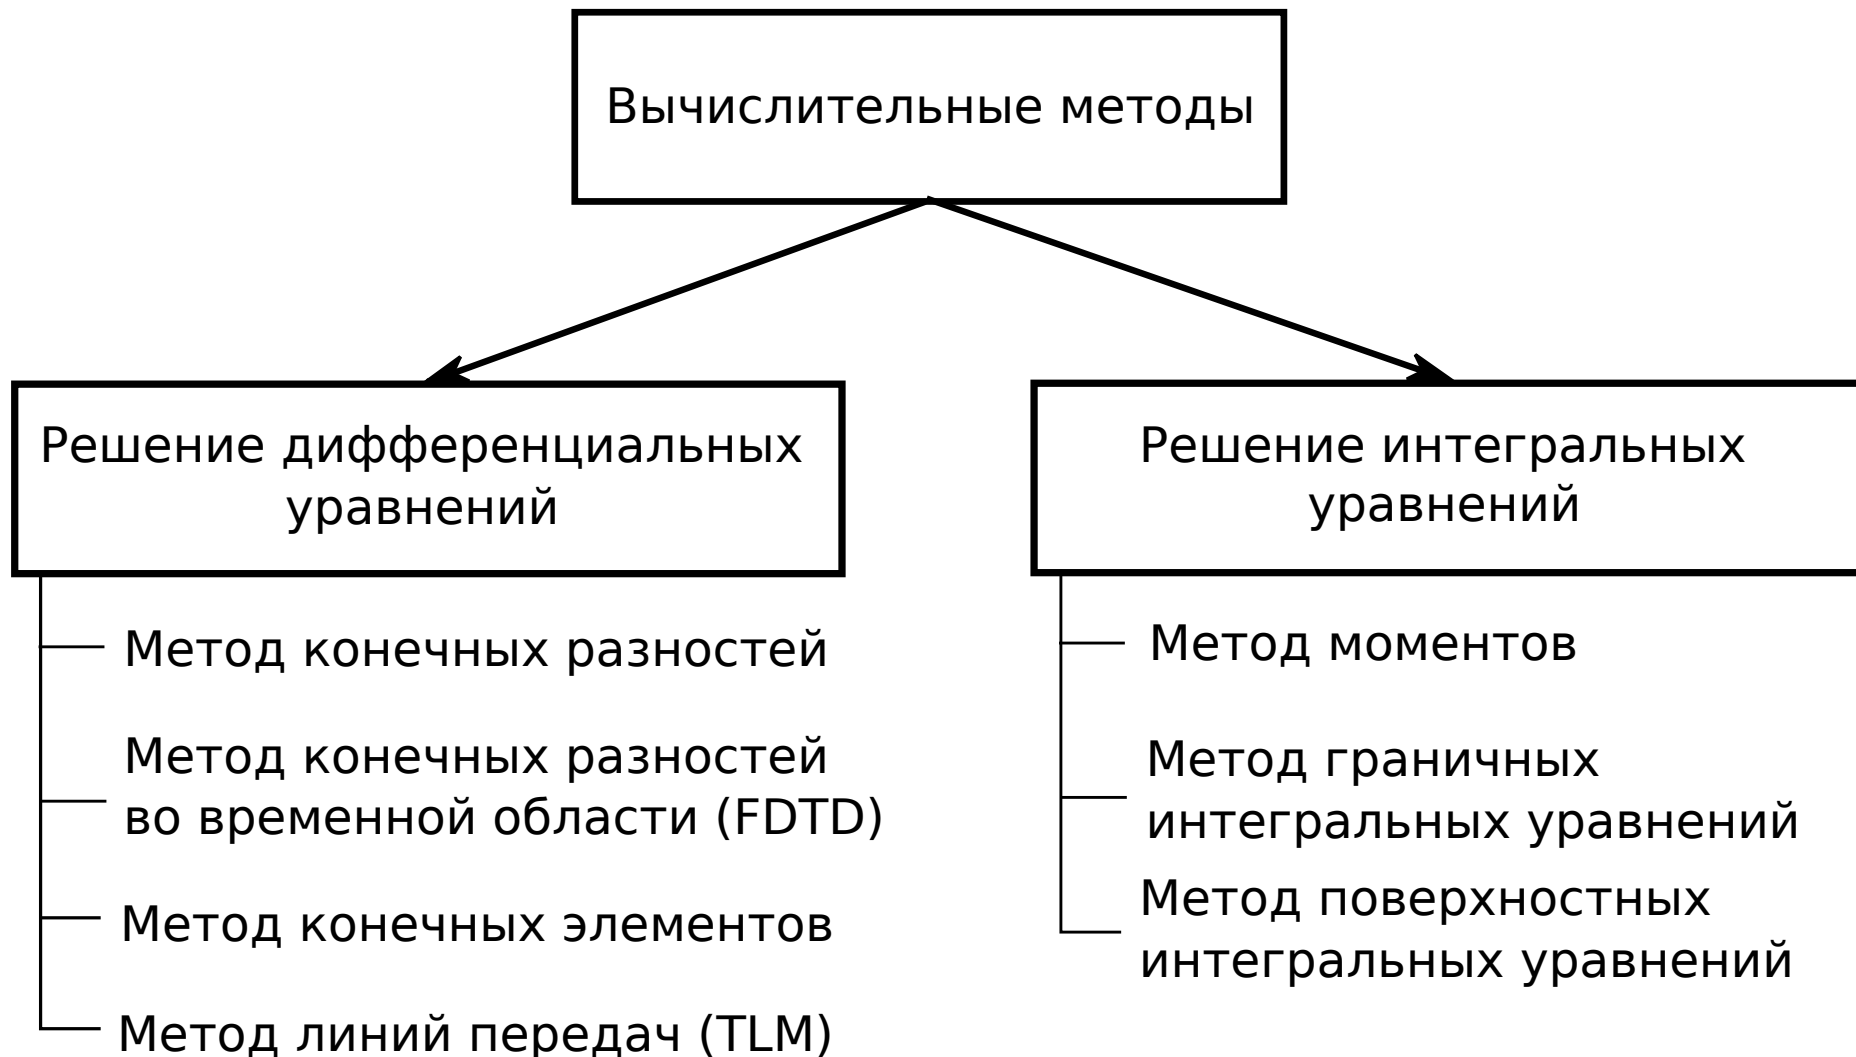 Вычислительные методы
Решение дифференциальных
уравнений
Метод конечных разностей
Метод конечных разностей
во временной области (FDTD)
Метод конечных элементов
Метод линий передач (TLM)
Решение интегральных
уравнений
Метод моментов
Метод граничных
интегральных уравнений
Метод поверхностных
интегральных уравнений